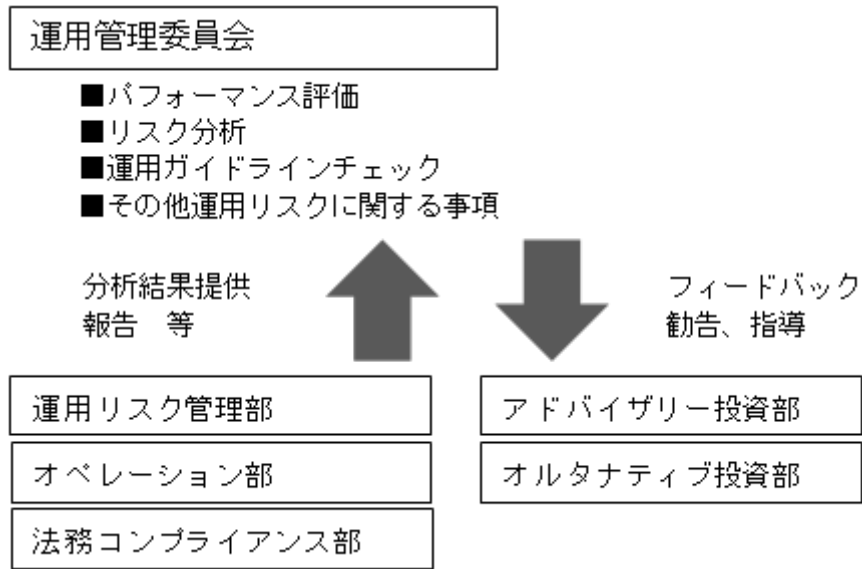 運用管理委員会
■パフォーマンス評価
■リスク分析
■運用ガイドラインチェック
■その他運用リスクに関する事項
分析結果提供
報告　等
フィードバック
勧告、指導
運用リスク管理部
オペレーション部
法務コンプライアンス部
アドバイザリー投資部
オルタナティブ投資部